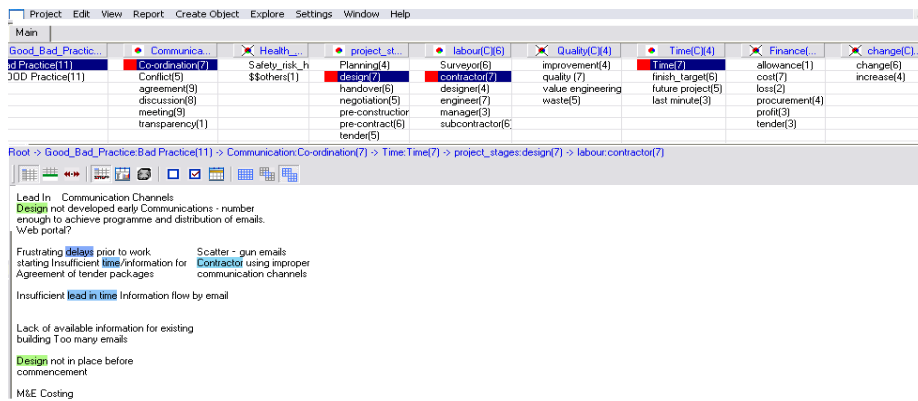 Project Edit View Report Create Object Explore Settings Window Help
Main
Good_Bad_Practic... Communica... Health_... project_st... labour(C)(6) Quality(C)(4) Time(C)(4) Finance(... change(C)...
ad Practice(11) Co-ordination(7) Safety_risk_h Planning(4) Surveyor(6) improvement(4) Time(7) allowance(1) change(6)
OOD Practice(11) Conflict(5) $$others(1) design(7) contractor(7) quality (7) finish_target(6) cost(7) increase(4)
agreement(9) handover(6) designer(4) value engineering future project(5) loss(2)
discussion(8) negotiation(5) engineer(7) waste(5) last minute(3) procurement(4)
meeting(9) pre-constructior manager(3) profit(3)
transparency(1) pre-contract(6) subcontractor(6) tender(3)
tender(5)
Root -> Good_Bad_Practice:Bad Practice(11) -> Communication:Co-ordination(7) -> Time:Time(7) -> project_stages:design(7) -> labour:contractor(7)
Lead In Communication Channels
Design not developed early Communications - number
enough to achieve programme and distribution of emails.
Web portal?
Frustrating delays prior to work Scatter - gun emails
starting Insufficient time/information for Contractor using improper
Agreement of tender packages communication channels
Insufficient lead in time Information flow by email
Lack of available information for existing
building Too many emails
Design not in place before
commencement
M&E Costing